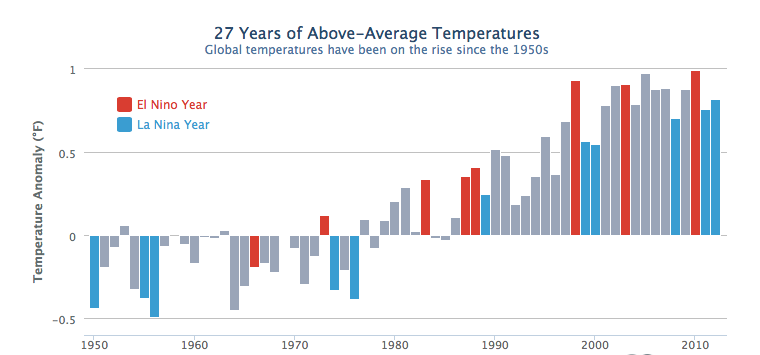 27 Years of Above-Average Temperatures
Global temperatures have been on the rise since the 1950s
1
El Nino Year
La Nina Year
0.5
Temperature Anomaly (°F)
0
-0.5
1950 1960 1970 1980 1990 2000 2010